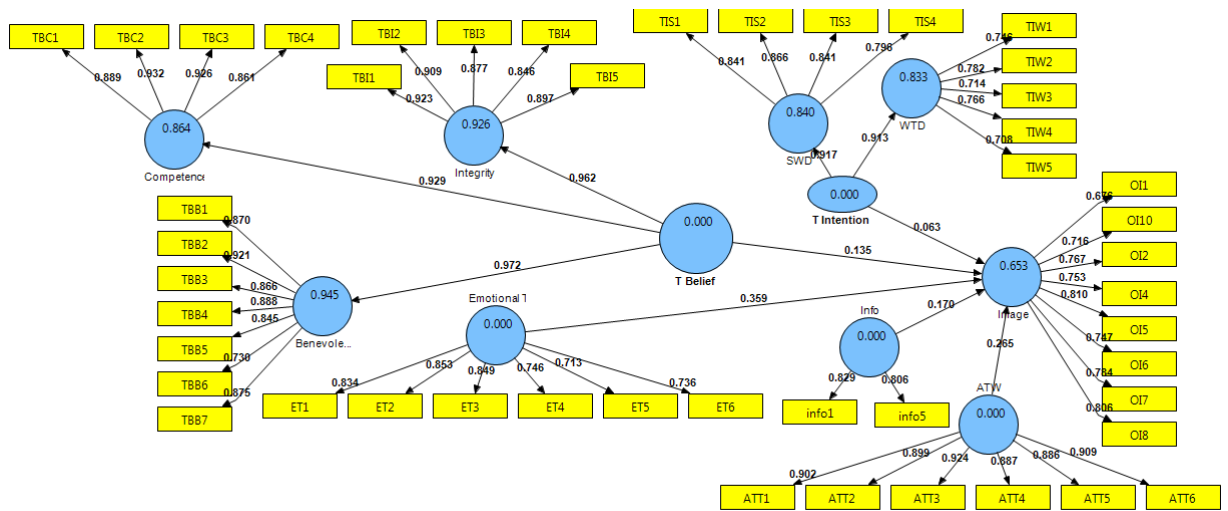 TBC1
TBC2
TBC3
TBC4
0.889
0.932
0.926
0.861
0.864
Competence
TBI1
TBI2
TBI3
TBI4
TBI5
0.923
0.909
0.877
0.846
0.897
0.926
Integrity
TIS1
TIS2
TIS3
TIS4
0.841
0.866
0.841
0.796
0.840
SWD
TIW1
TIW2
TIW3
TIW4
TIW5
0.746
0.782
0.714
0.766
0.708
0.833
WTD
0.917
0.913
0.000
T Intention
0.063
0.929
0.962
0.972
0.000
T Belief
0.135
TBB1
TBB2
TBB3
TBB4
TBB5
TBB6
TBB7
0.870
0.921
0.866
0.888
0.845
0.730
0.875
0.945
Benevole...
Emotional T
0.000
0.359
0.834
0.853
0.849
0.746
0.713
0.736
ET1
ET2
ET3
ET4
ET5
ET6
Info
0.000
0.170
0.829
0.806
info1
info5
0.653
Image
0.265
ATW
0.000
0.902
0.899
0.924
0.887
0.886
0.909
ATT1
ATT2
ATT3
ATT4
ATT5
ATT6
0.676
0.716
0.767
0.753
0.810
0.747
0.784
0.806
OI1
OI10
OI2
OI4
OI5
OI6
OI7
OI8